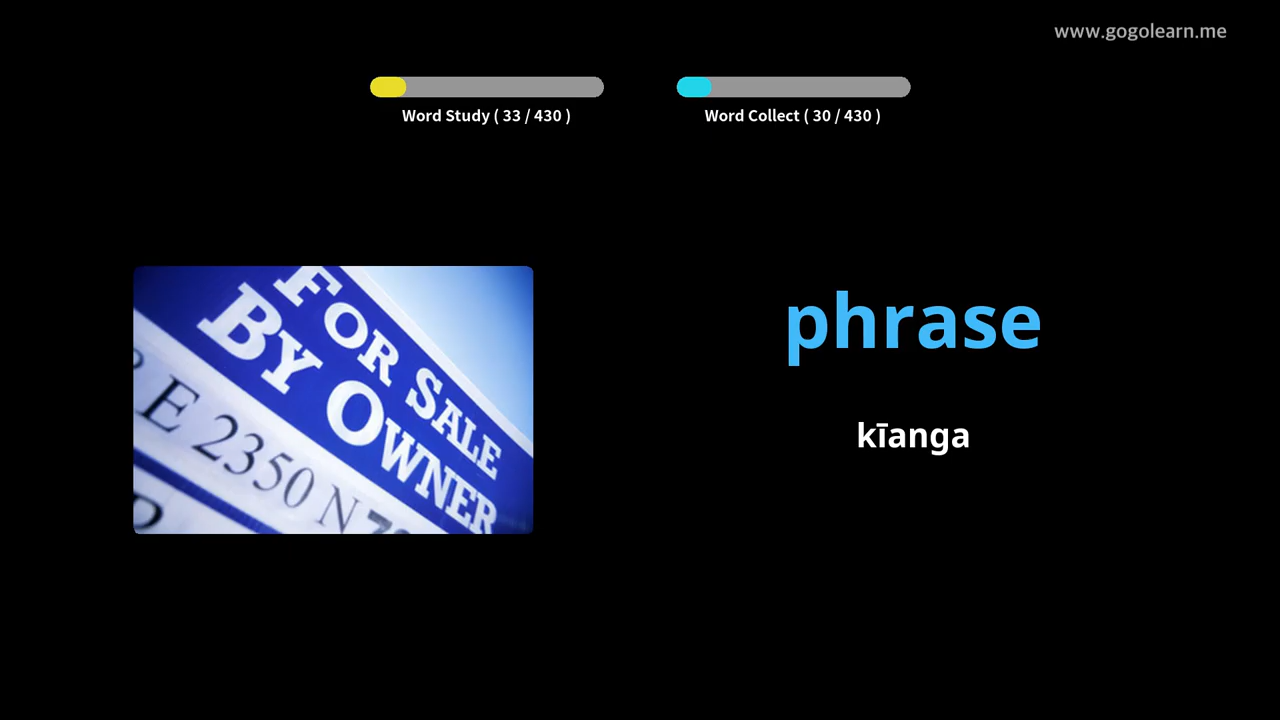 www.gogolearn.me
Word Study ( 33 / 430 )
Word Collect ( 30 / 430 )
FOR SALE
BY OWNER
E 2350 N
phrase
kīanga